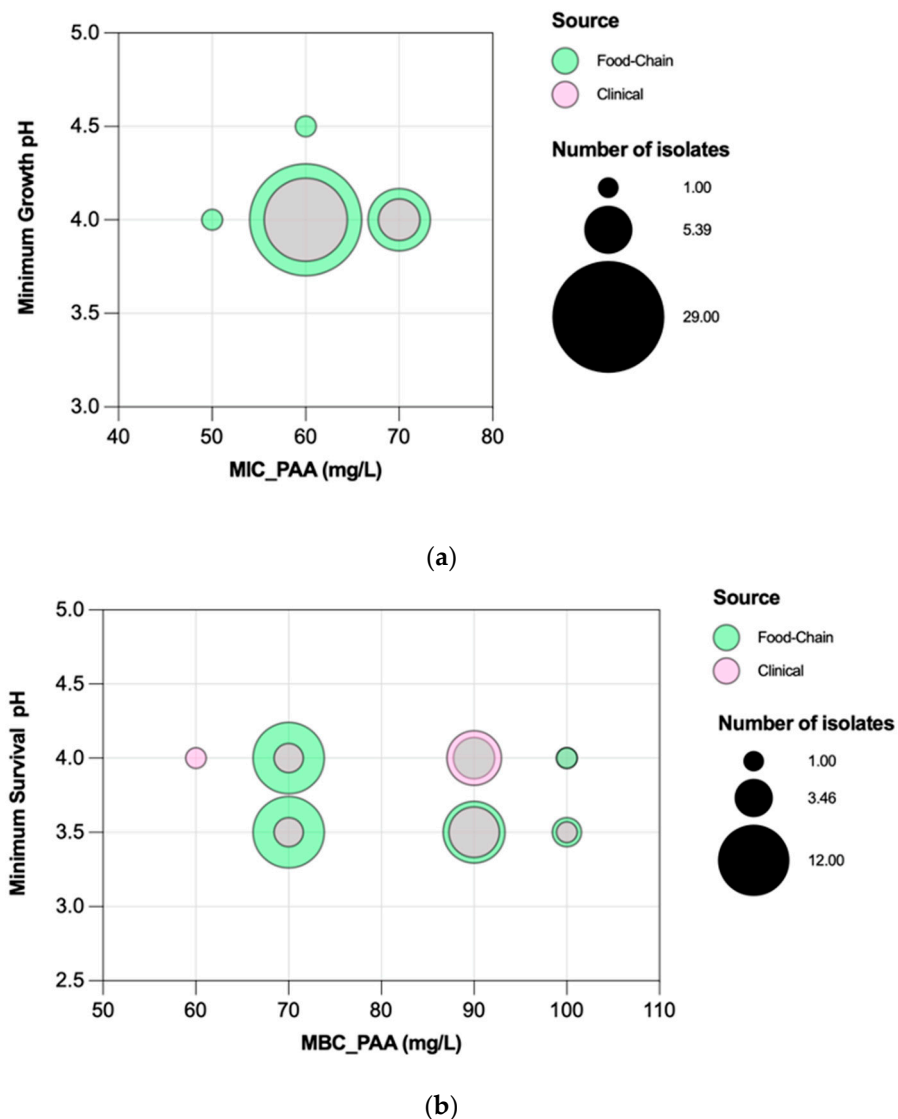 5.0
4.5
4.0
3.5
3.0
Minimum Growth pH
40 50 60 70 80
MIC_PAA (mg/L)
Source
Food-Chain
Clinical
Number of isolates
1.00
5.39
29.00
(a)
5.0
4.5
4.0
3.5
3.0
2.5
Minimum Survival pH
50 60 70 80 90 100 110
MBC_PAA (mg/L)
Source
Food-Chain
Clinical
Number of isolates
1.00
3.46
12.00
(b)